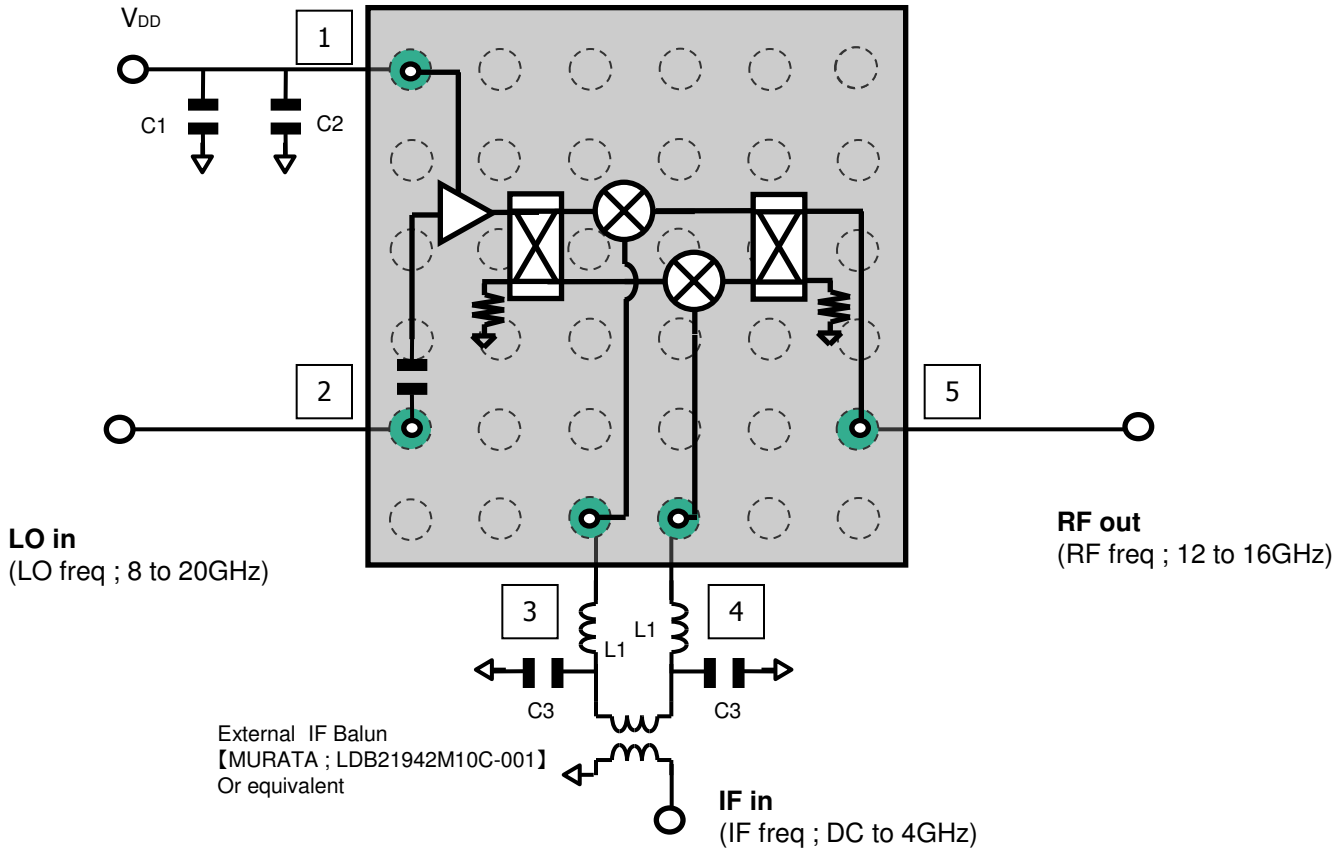 VDD
1
C1
C2
2
5
LO in
(LO freq ; 8 to 20GHz)
RF out
(RF freq ; 12 to 16GHz)
3
4
L1
L1
C3
C3
External IF Balun
【MURATA ; LDB21942M10C-001】
Or equivalent
IF in
(IF freq ; DC to 4GHz)